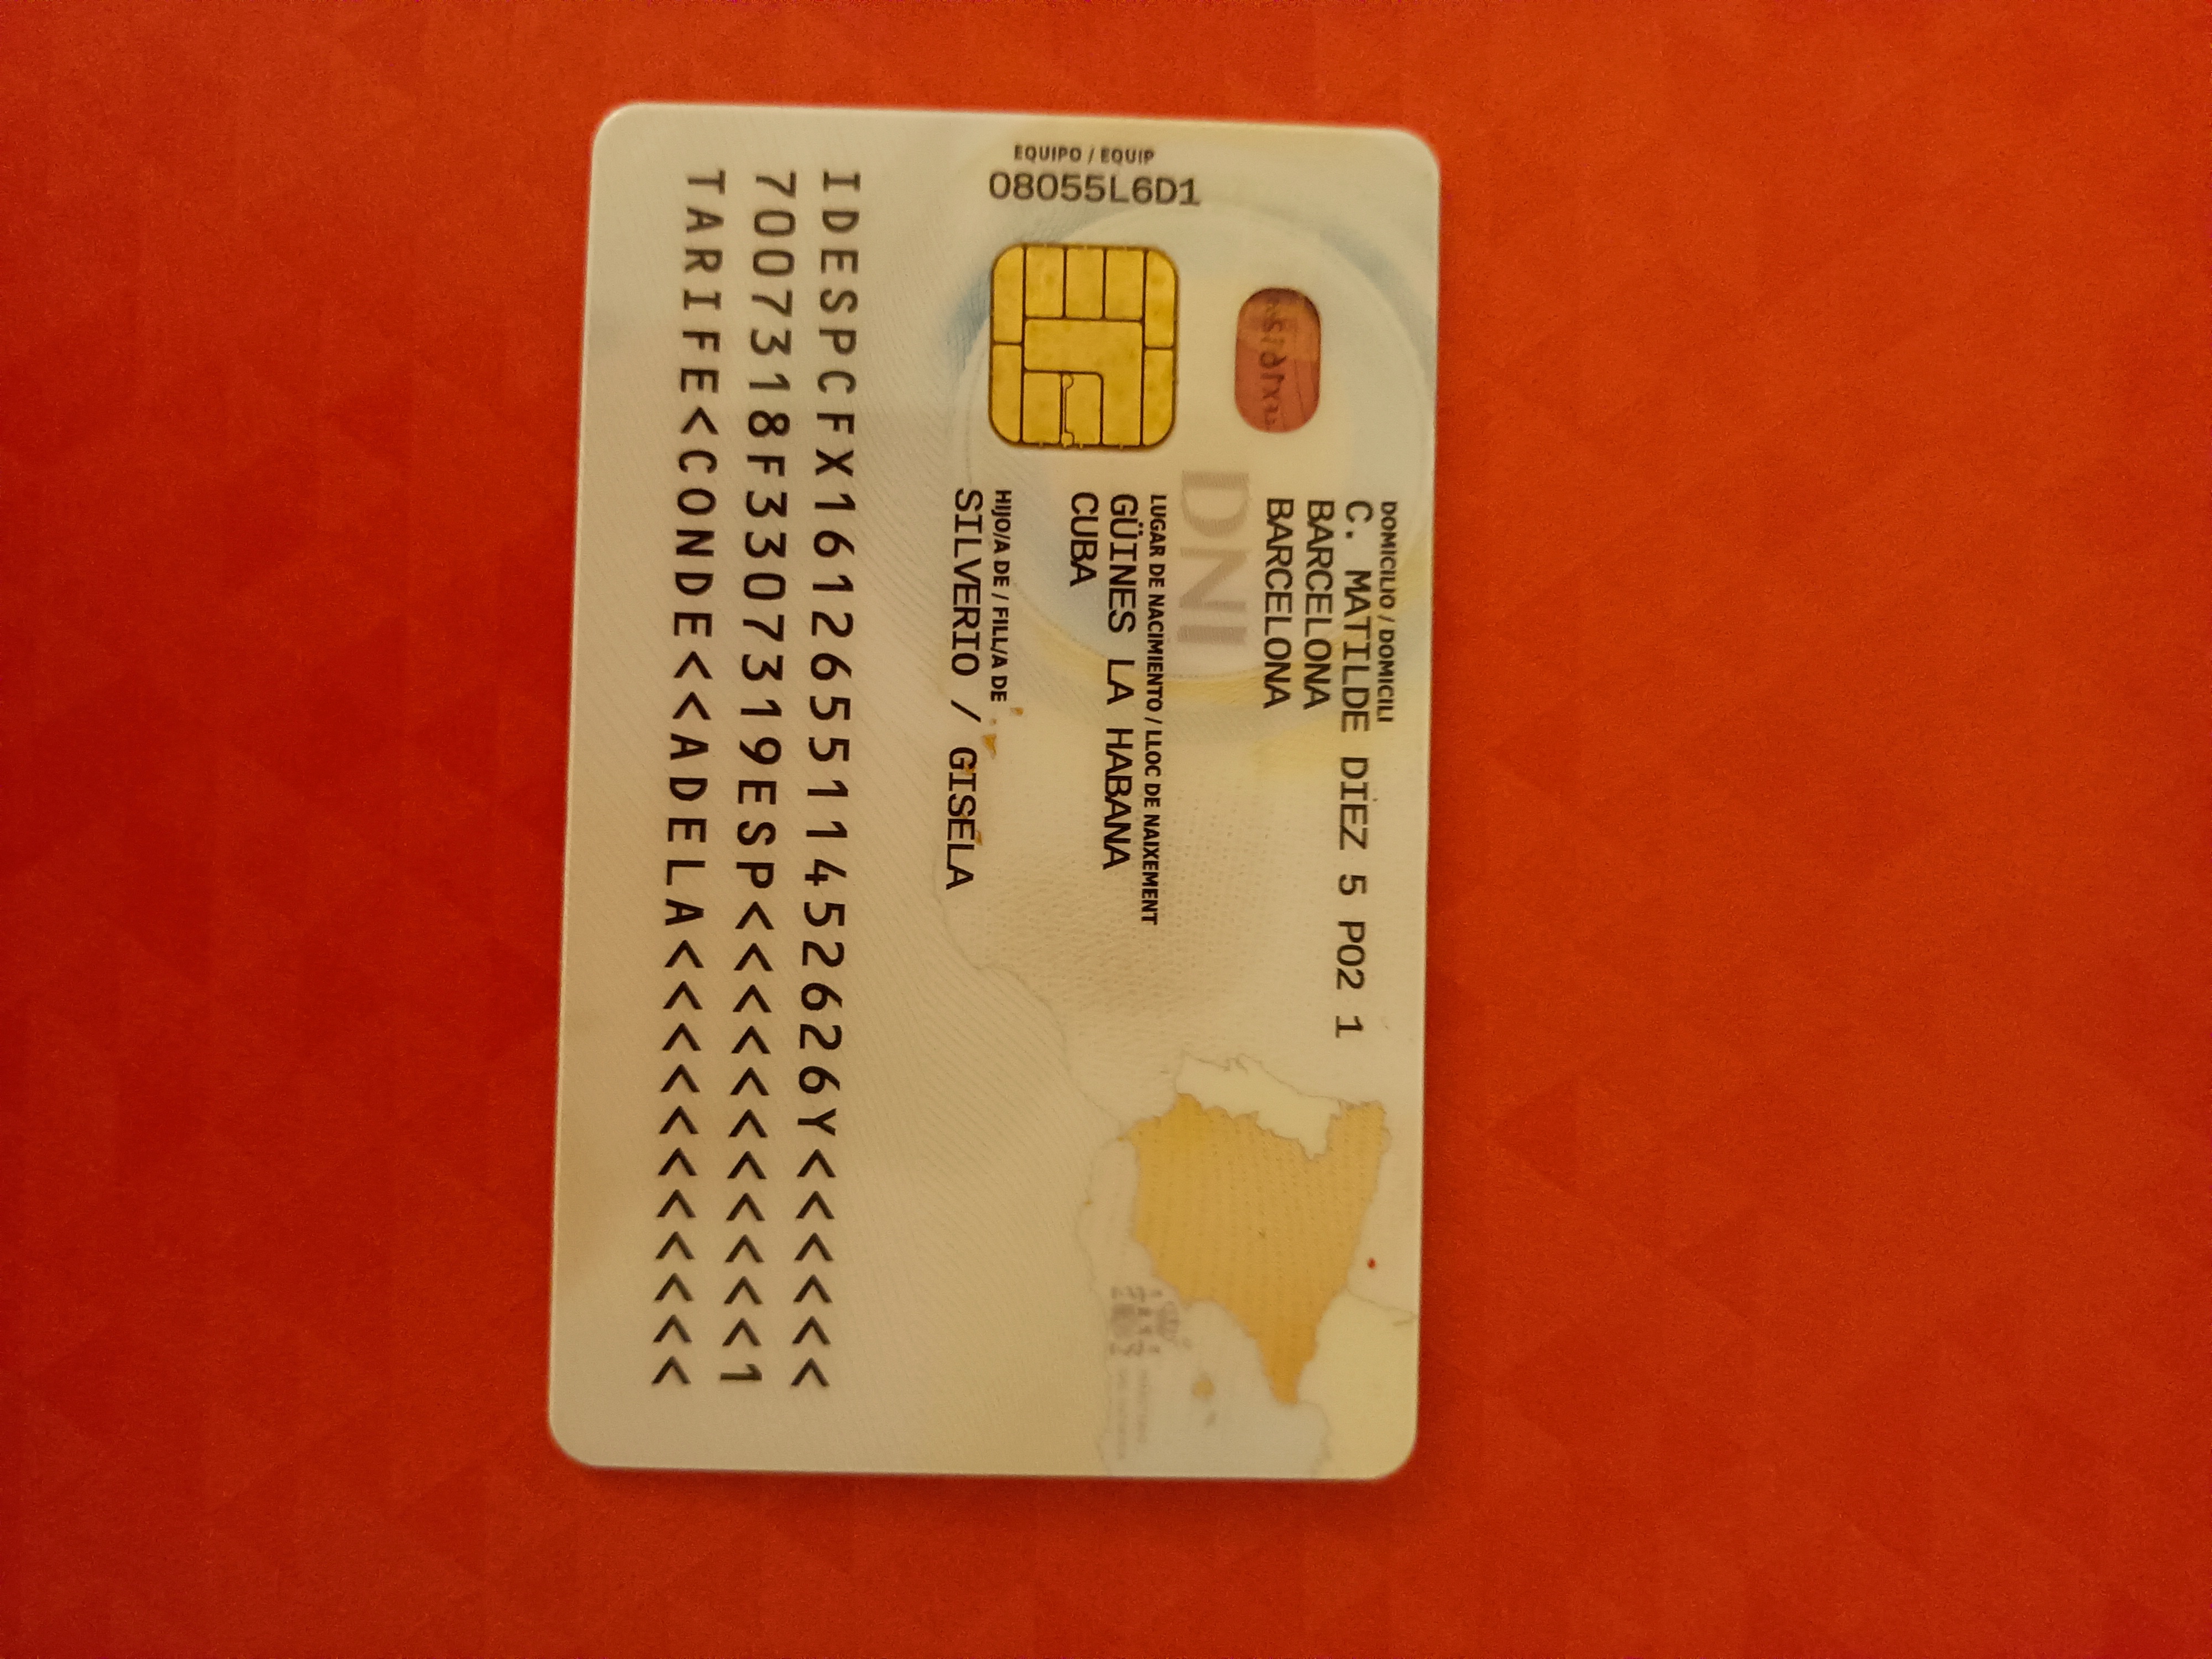 DOMICILIO / DOMICILI
C. MATILDE DIEZ 5 P02 1
BARCELONA
BARCELONA
DNI
LUGAR DE NACIMIENTO / LLOC DE NAIXEMENT
GÜINES LA HABANA
CUBA
HIJO/A DE / FILL/A DE
SILVERIO / GISELA
EQUIPO / EQUIP
08055L6D1
IDESPCFX161265511452626Y<<<<<<
7007318F3307319ESP<<<<<<<<<<<1
TARIFE<CONDE<<ADELA<<<<<<<<<<<